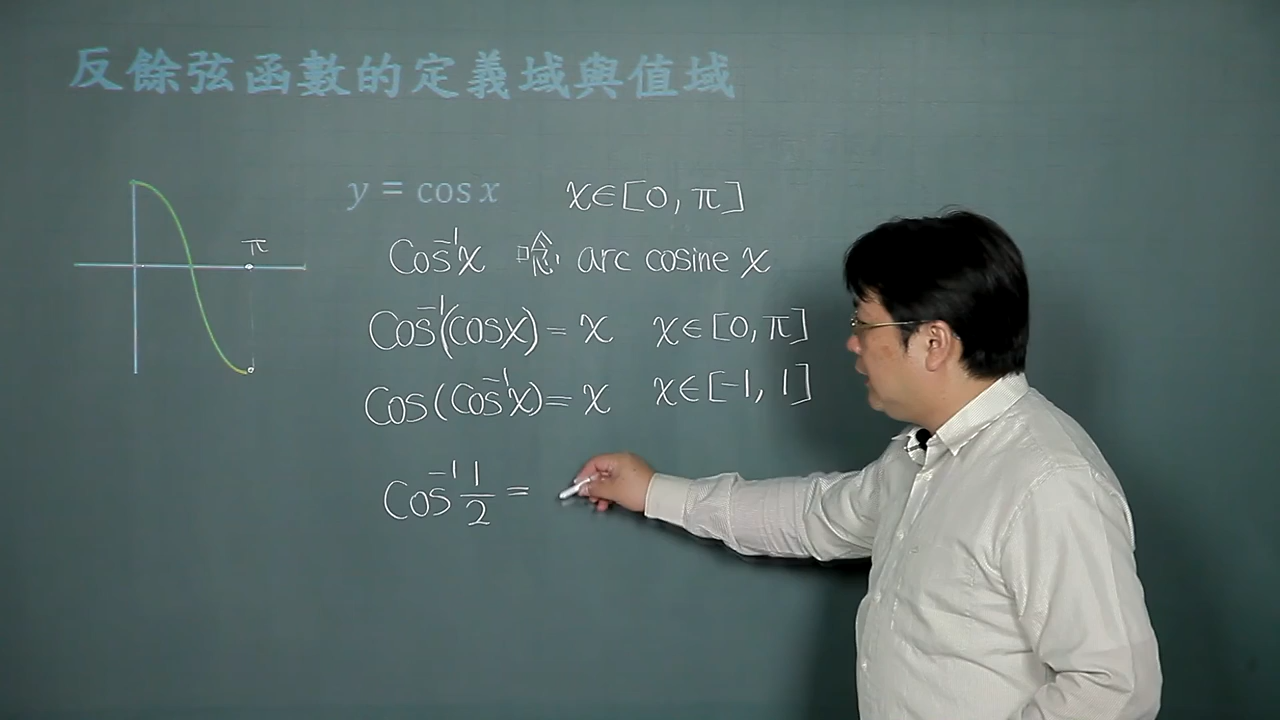 反餘弦函數的定義域與值域
π
y = cos x x∈[0, π]
Cos⁻¹x 唸 arc cosine x
Cos⁻¹(cosx) = x x∈[0, π]
Cos(Cos⁻¹x) = x x∈[-1, 1]
Cos⁻¹ 1/2 =